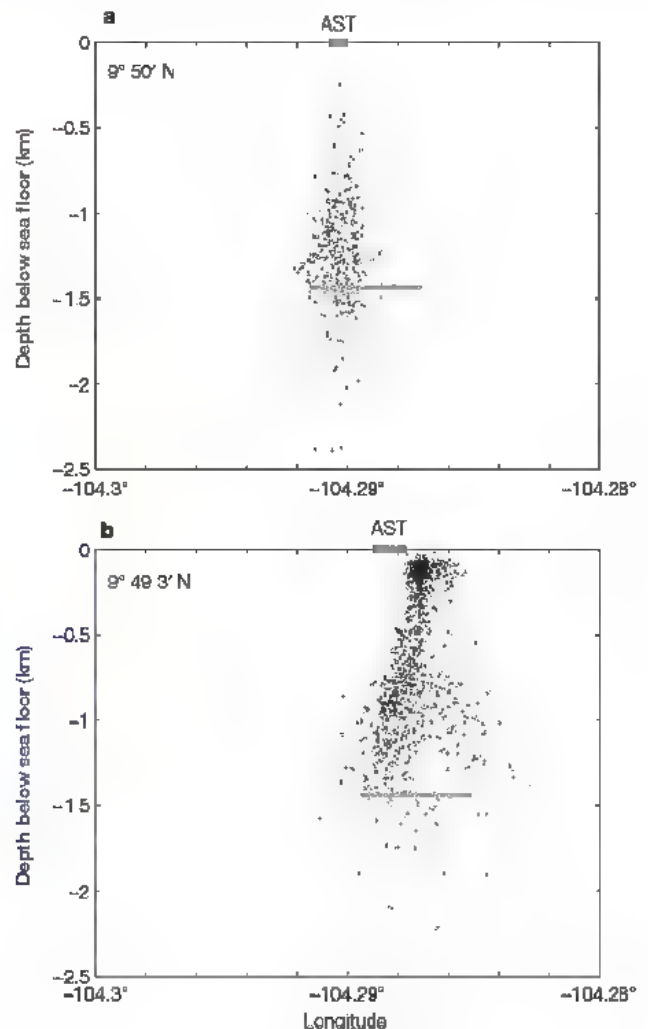 a
AST
0
9° 50' N
−0.5
−1
−1.5
−2
−2.5
−104.3°
−104.29°
−104.28°
Depth below sea floor (km)
b
AST
0
9° 49 3' N
−0.5
−1
−1.5
−2
−2.5
−104.3°
−104.29°
−104.28°
Depth below sea floor (km)
Longitude